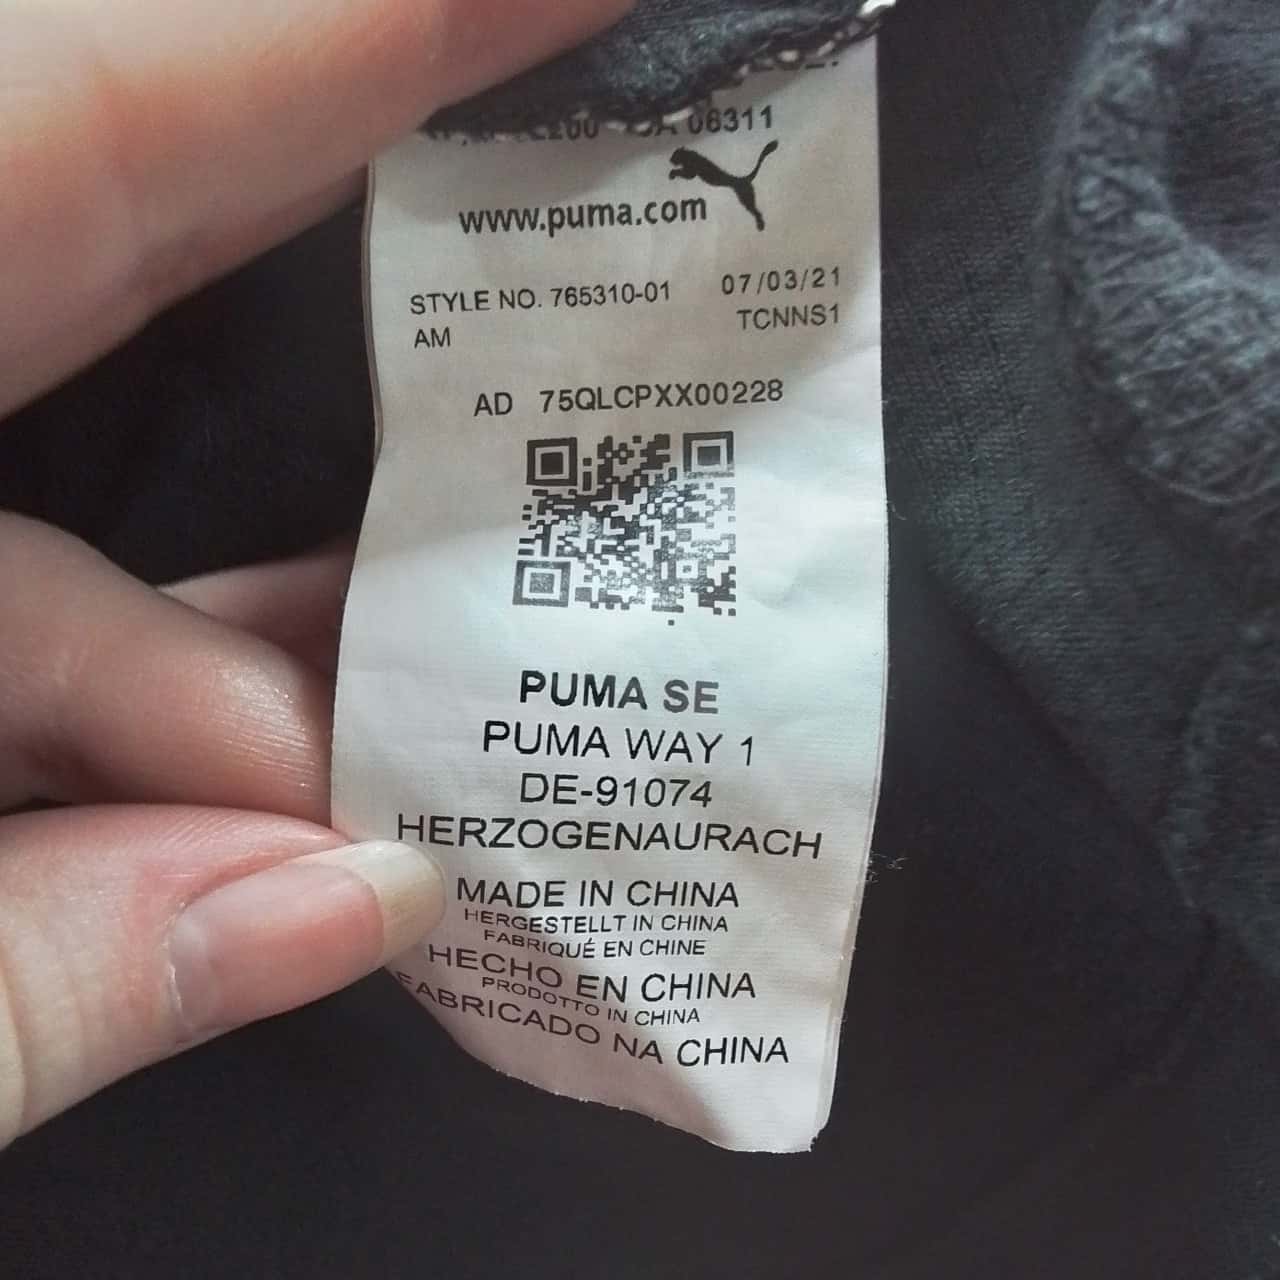 06311
www.puma.com
STYLE NO. 765310-01 07/03/21
AM TCNNS1
AD 75QLCPXX00228
PUMA SE
PUMA WAY 1
DE-91074
HERZOGENAURACH
MADE IN CHINA
HERGESTELLT IN CHINA
FABRIQUÉ EN CHINE
HECHO EN CHINA
PRODOTTO IN CHINA
FABRICADO NA CHINA